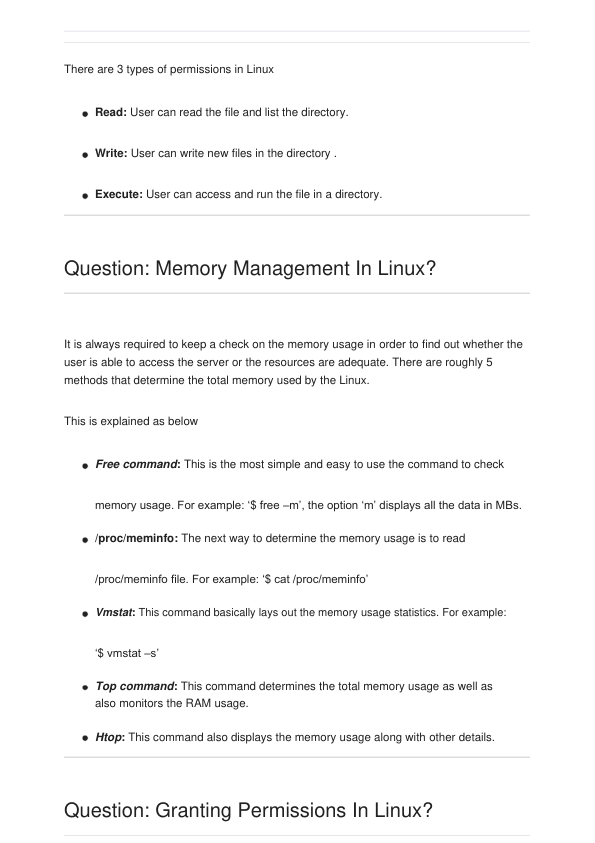 There are 3 types of permissions in Linux
● Read: User can read the file and list the directory.
● Write: User can write new files in the directory .
● Execute: User can access and run the file in a directory.
Question: Memory Management In Linux?
It is always required to keep a check on the memory usage in order to find out whether the
user is able to access the server or the resources are adequate. There are roughly 5
methods that determine the total memory used by the Linux.
This is explained as below
● Free command: This is the most simple and easy to use the command to check
memory usage. For example: ‘$ free –m’, the option ‘m’ displays all the data in MBs.
● /proc/meminfo: The next way to determine the memory usage is to read
/proc/meminfo file. For example: ‘$ cat /proc/meminfo’
● Vmstat: This command basically lays out the memory usage statistics. For example:
‘$ vmstat –s’
● Top command: This command determines the total memory usage as well as
also monitors the RAM usage.
● Htop: This command also displays the memory usage along with other details.
Question: Granting Permissions In Linux?